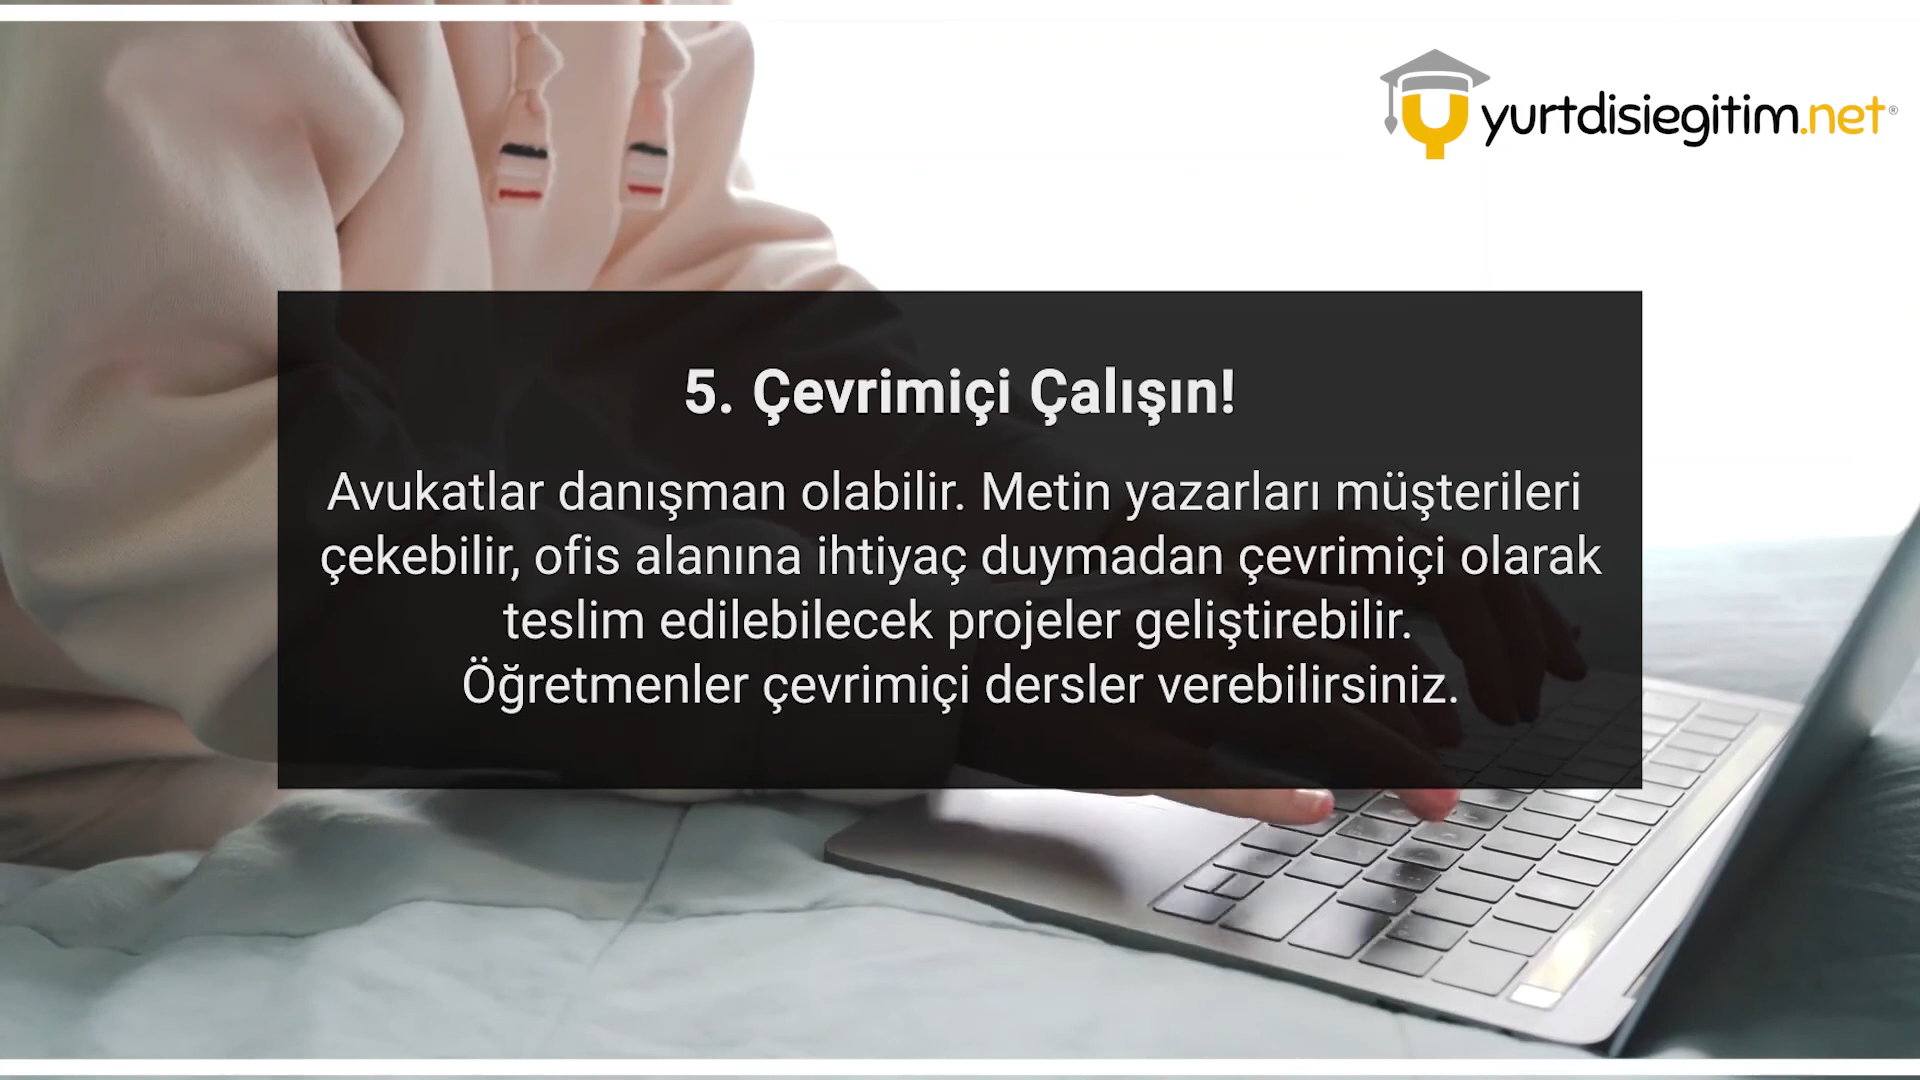 yurtdisiegitim.net®
5. Çevrimiçi Çalışın!
Avukatlar danışman olabilir. Metin yazarları müşterileri
çekebilir, ofis alanına ihtiyaç duymadan çevrimiçi olarak
teslim edilebilecek projeler geliştirebilir.
Öğretmenler çevrimiçi dersler verebilirsiniz.